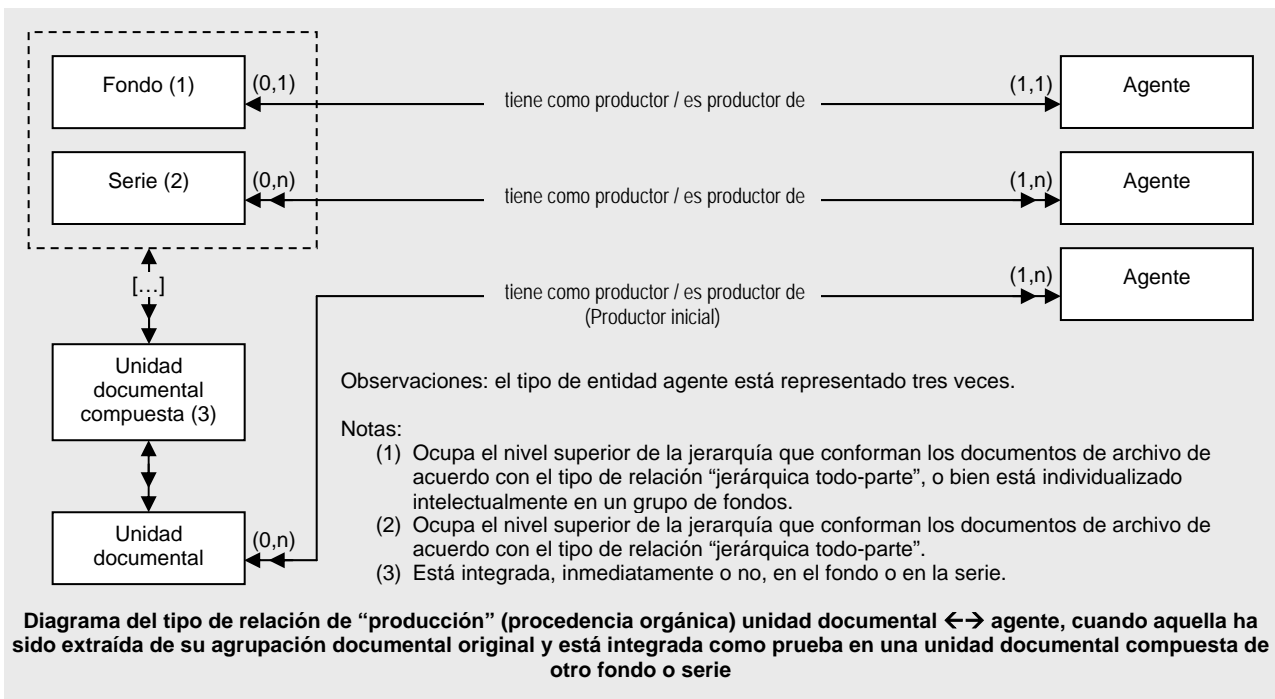 Fondo (1)
(0,1)
tiene como productor / es productor de
(1,1)
Agente
Serie (2)
(0,n)
tiene como productor / es productor de
(1,n)
Agente
[…]
tiene como productor / es productor de
(Productor inicial)
(1,n)
Agente
Unidad
documental
compuesta (3)
Unidad
documental
(0,n)
Observaciones: el tipo de entidad agente está representado tres veces.
Notas:
(1) Ocupa el nivel superior de la jerarquía que conforman los documentos de archivo de
acuerdo con el tipo de relación “jerárquica todo-parte”, o bien está individualizado
intelectualmente en un grupo de fondos.
(2) Ocupa el nivel superior de la jerarquía que conforman los documentos de archivo de
acuerdo con el tipo de relación “jerárquica todo-parte”.
(3) Está integrada, inmediatamente o no, en el fondo o en la serie.
Diagrama del tipo de relación de “producción” (procedencia orgánica) unidad documental ←→ agente, cuando aquella ha
sido extraída de su agrupación documental original y está integrada como prueba en una unidad documental compuesta de
otro fondo o serie